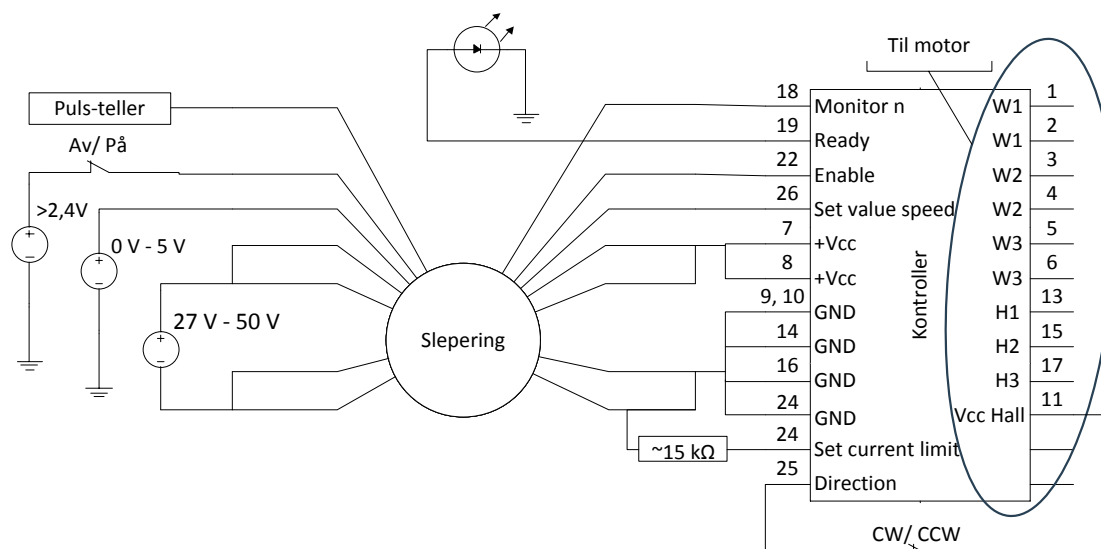 Til motor
Puls-teller
Av/ På
>2,4V
+
−
0 V - 5 V
+
−
27 V - 50 V
+
−
Slepering
18
Monitor n
19
Ready
22
Enable
26
Set value speed
7
+Vcc
8
+Vcc
9, 10
GND
14
GND
16
GND
24
GND
24
Set current limit
25
Direction
~15 kΩ
Kontroller
1
W1
2
W1
3
W2
4
W2
5
W3
6
W3
13
H1
15
H2
17
H3
11
Vcc Hall
CW/ CCW